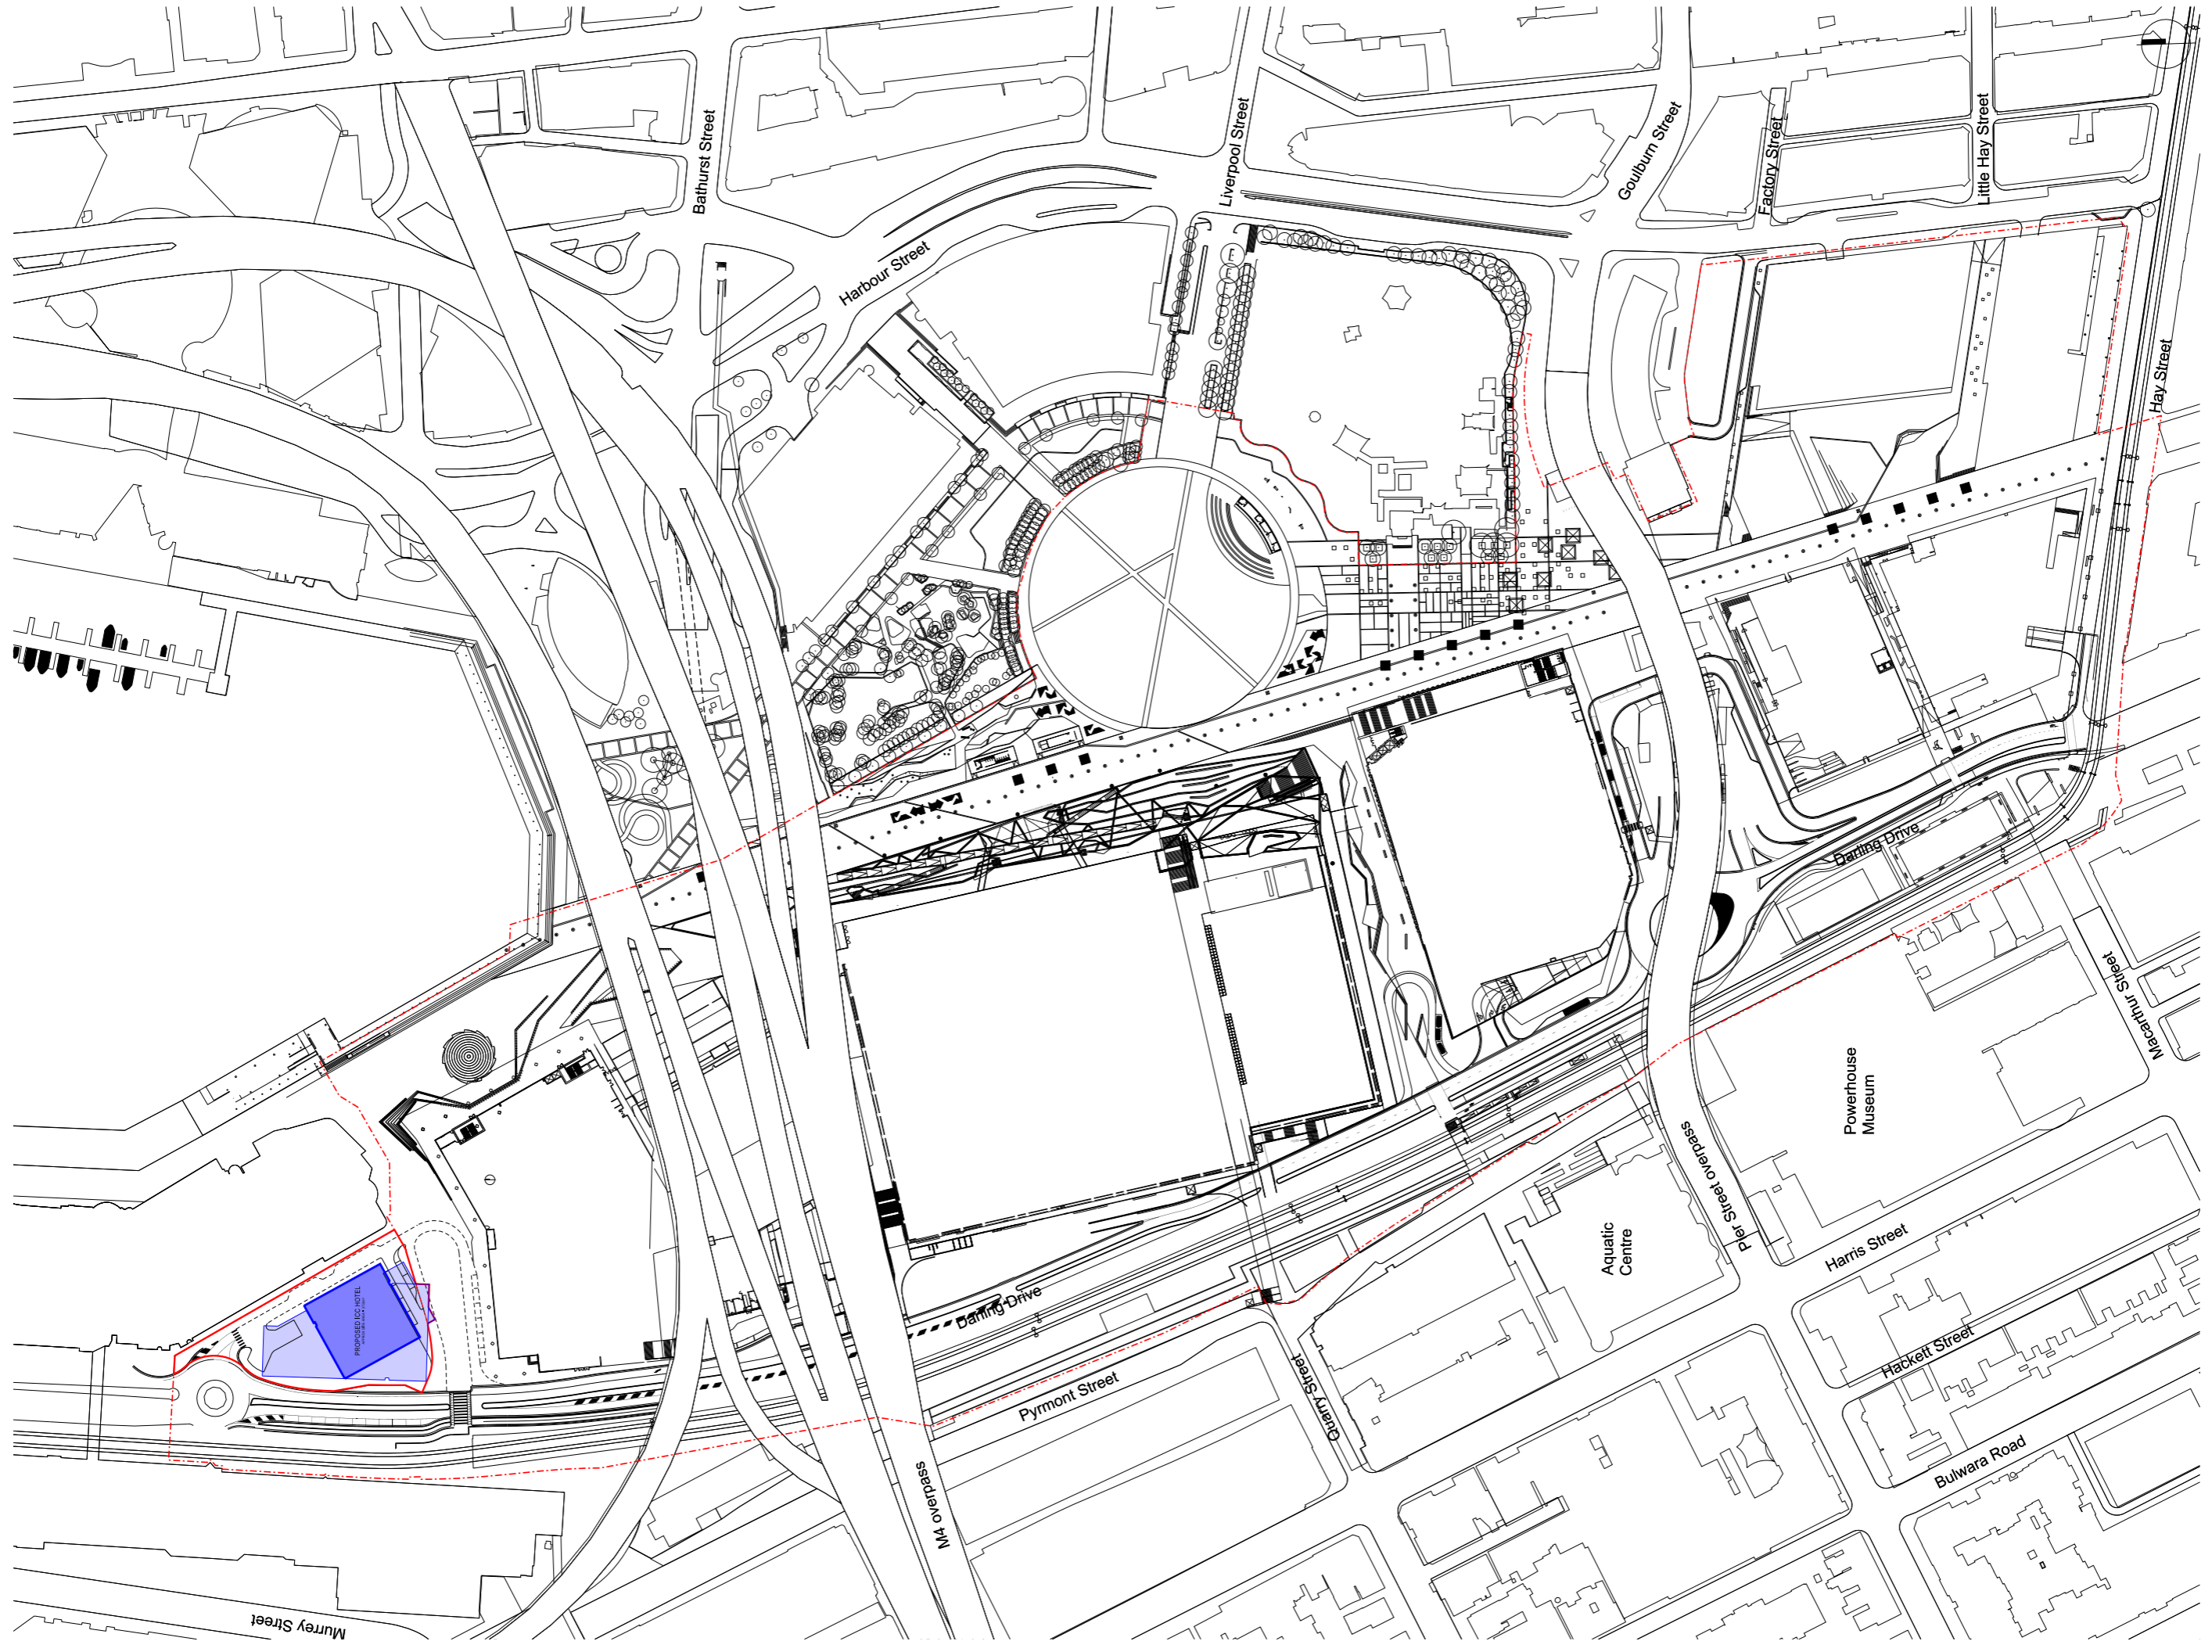 Bathurst Street
Liverpool Street
Goulburn Street
Factory Street
Little Hay Street
Harbour Street
Hay Street
Darling Drive
Macarthur Street
Powerhouse
Museum
Pier Street overpass
Aquatic
Centre
Harris Street
Hackett Street
Bulwara Road
PROPOSED ICC HOTEL
Darling Drive
Pyrmont Street
Quarry Street
M4 overpass
Murrey Street